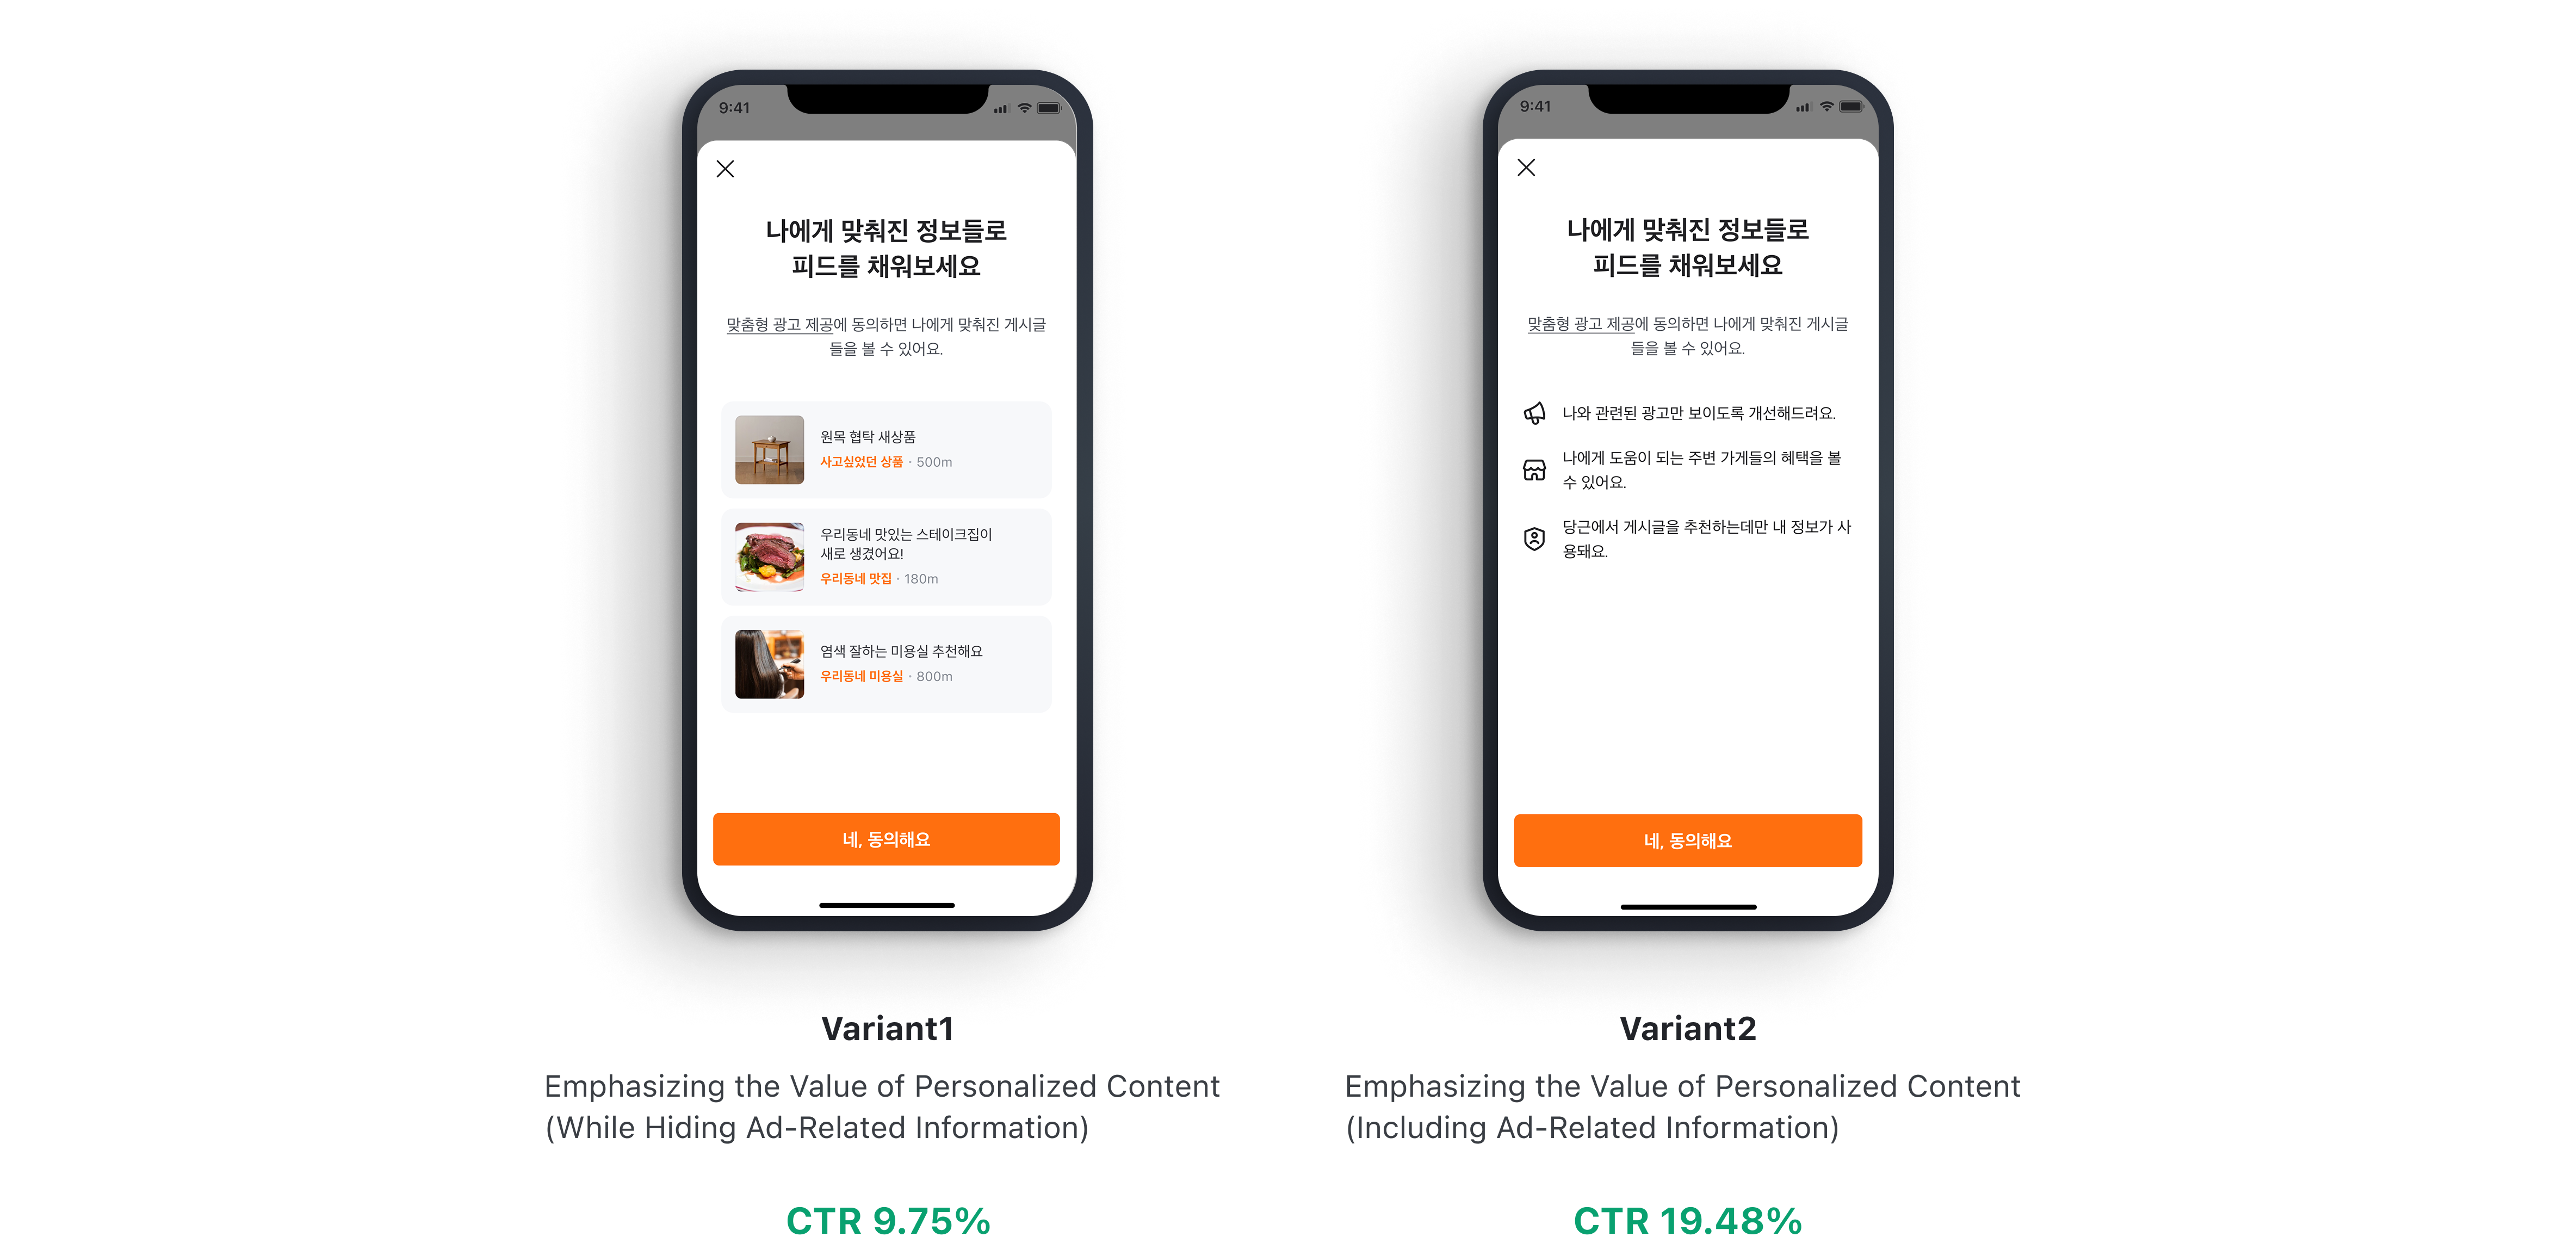 9:41
나에게 맞춰진 정보들로
피드를 채워보세요
맞춤형 광고 제공에 동의하면 나에게 맞춰진 게시글
들을 볼 수 있어요.
원목 협탁 새상품
사고싶었던 상품 · 500m
우리동네 맛있는 스테이크집이
새로 생겼어요!
우리동네 맛집 · 180m
염색 잘하는 미용실 추천해요
우리동네 미용실 · 800m
네, 동의해요
Variant1
Emphasizing the Value of Personalized Content
(While Hiding Ad-Related Information)
CTR 9.75%
9:41
나에게 맞춰진 정보들로
피드를 채워보세요
맞춤형 광고 제공에 동의하면 나에게 맞춰진 게시글
들을 볼 수 있어요.
나와 관련된 광고만 보이도록 개선해드려요.
나에게 도움이 되는 주변 가게들의 혜택을 볼
수 있어요.
당근에서 게시글을 추천하는데만 내 정보가 사
용돼요.
네, 동의해요
Variant2
Emphasizing the Value of Personalized Content
(Including Ad-Related Information)
CTR 19.48%